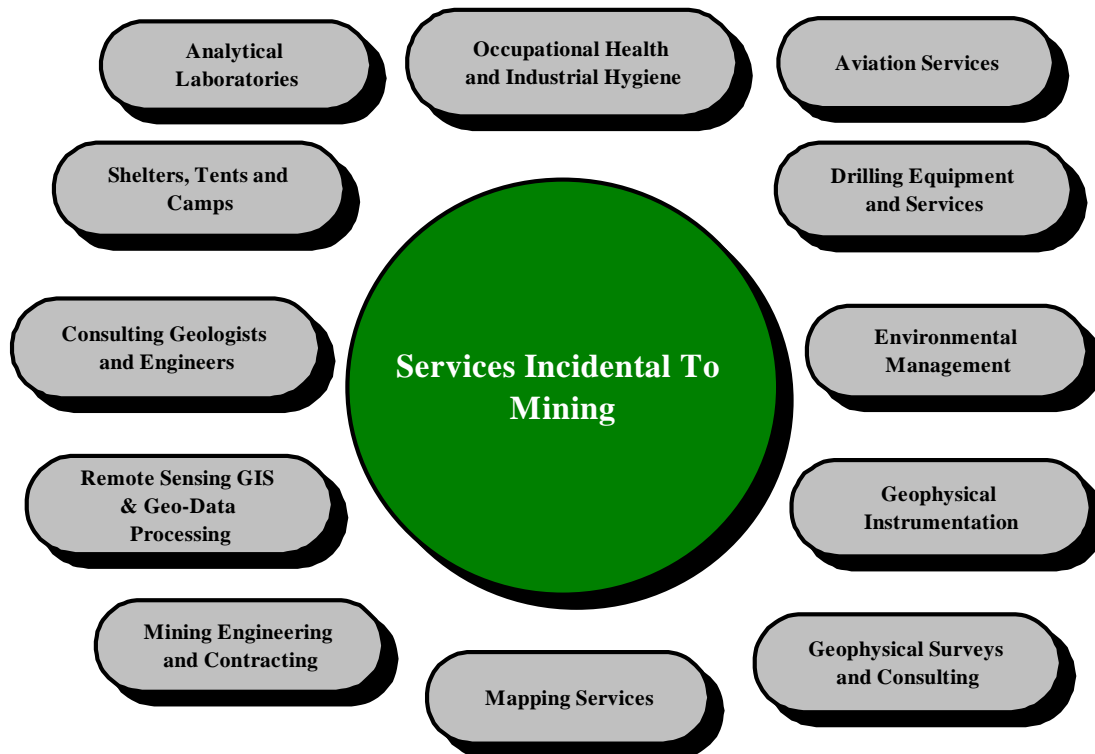 Analytical
Laboratories
Occupational Health
and Industrial Hygiene
Aviation Services
Shelters, Tents and
Camps
Drilling Equipment
and Services
Consulting Geologists
and Engineers
Services Incidental To
Mining
Environmental
Management
Remote Sensing GIS
& Geo-Data
Processing
Geophysical
Instrumentation
Mining Engineering
and Contracting
Mapping Services
Geophysical Surveys
and Consulting